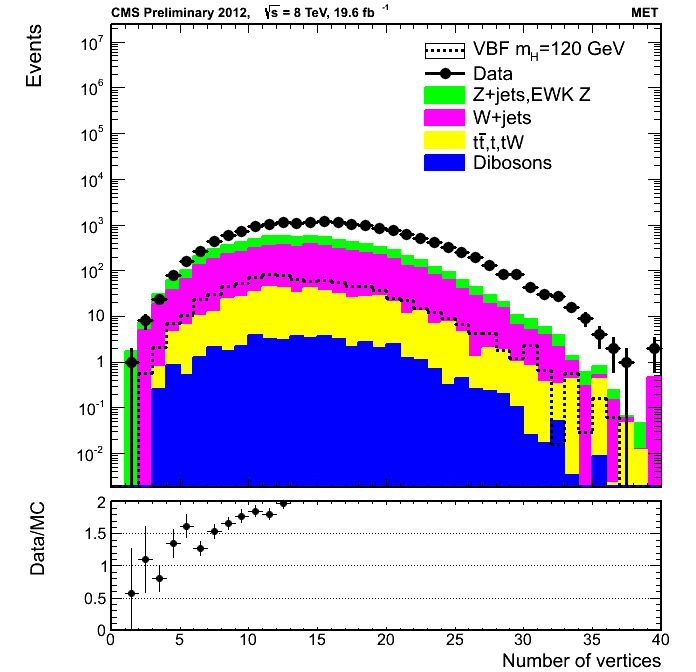 CMS Preliminary 2012, √s = 8 TeV, 19.6 fb⁻¹ MET
Events
10⁷
10⁶
10⁵
10⁴
10³
10²
10
1
10⁻¹
10⁻²
VBF m_H=120 GeV
Data
Z+jets,EWK Z
W+jets
tt̄,t,tW
Dibosons
Data/MC
2
1.5
1
0.5
0
0 5 10 15 20 25 30 35 40
Number of vertices